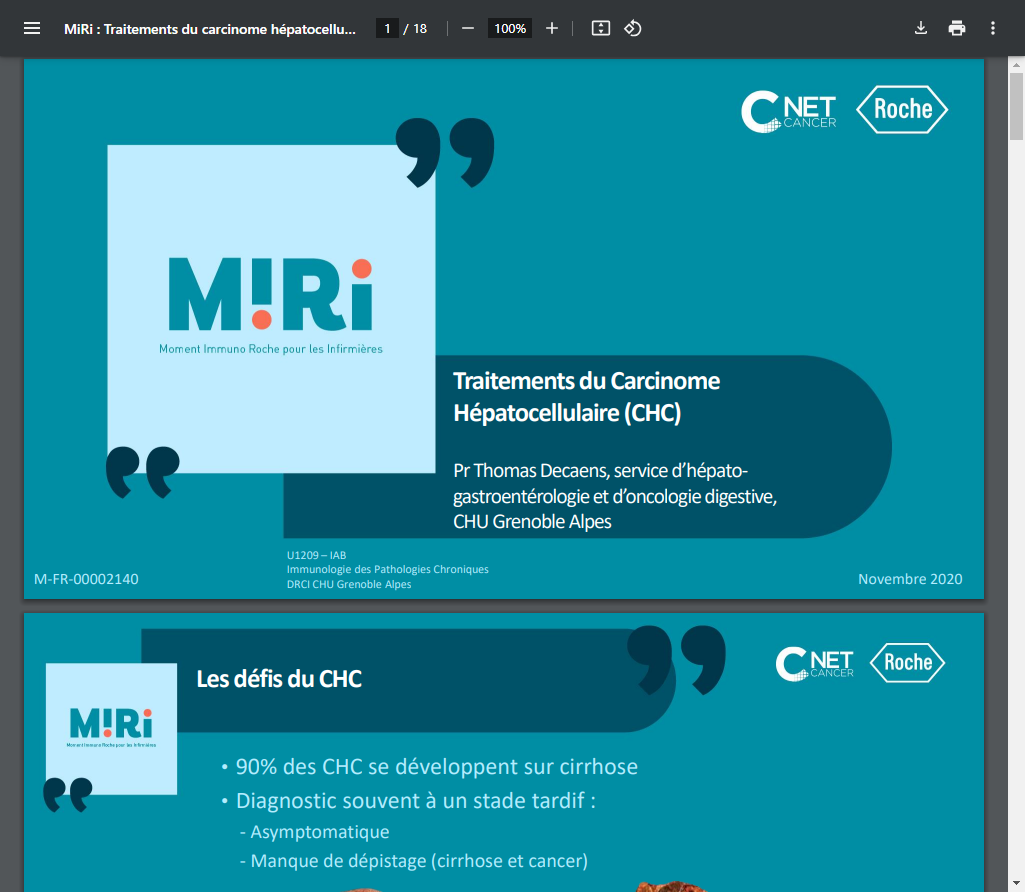 MiRi : Traitements du carcinome hépatocellu...
1 / 18
100%
C NET
CANCER
Roche
MiRi
Moment Immuno Roche pour les Infirmières
Traitements du Carcinome
Hépatocellulaire (CHC)
Pr Thomas Decaens, service d'hépato-
gastroentérologie et d'oncologie digestive,
CHU Grenoble Alpes
U1209 – IAB
Immunologie des Pathologies Chroniques
DRCI CHU Grenoble Alpes
M-FR-00002140
Novembre 2020
Les défis du CHC
C NET
CANCER
Roche
MiRi
Moment Immuno Roche pour les Infirmières
• 90% des CHC se développent sur cirrhose
• Diagnostic souvent à un stade tardif :
- Asymptomatique
- Manque de dépistage (cirrhose et cancer)